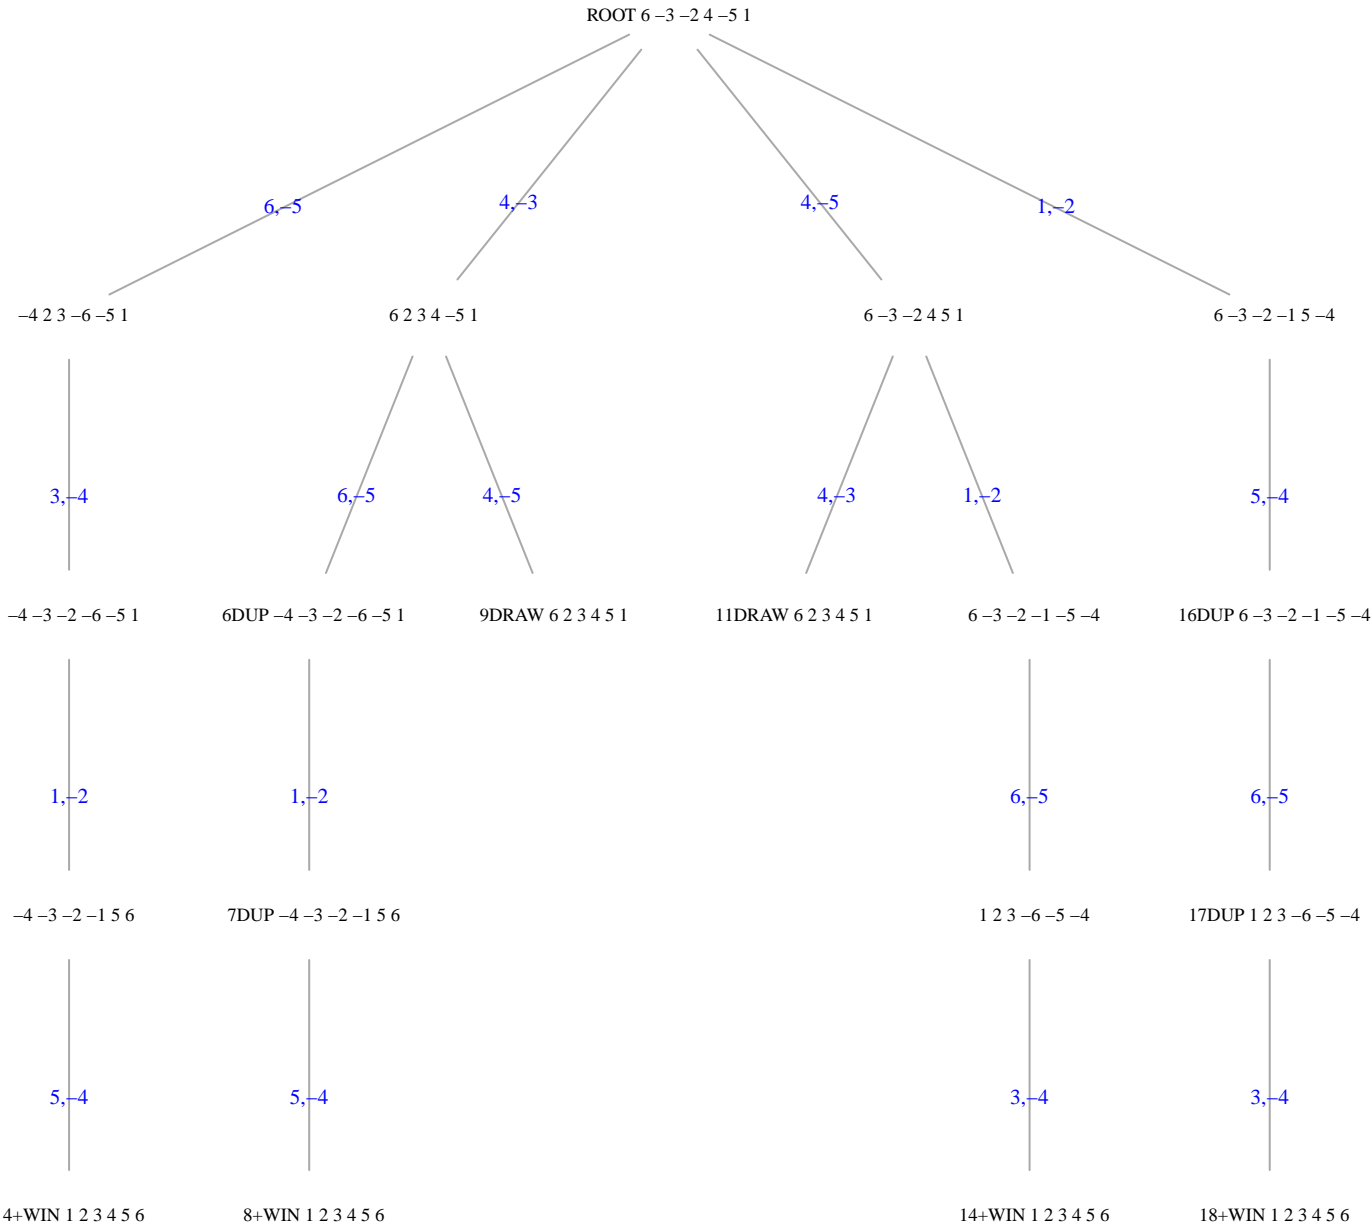 ROOT 6 –3 –2 4 –5 1
6,–5
4,–3
4,–5
1,–2
–4 2 3 –6 –5 1
6 2 3 4 –5 1
6 –3 –2 4 5 1
6 –3 –2 –1 5 –4
3,–4
6,–5
4,–5
4,–3
1,–2
5,–4
–4 –3 –2 –6 –5 1
6DUP –4 –3 –2 –6 –5 1
9DRAW 6 2 3 4 5 1
11DRAW 6 2 3 4 5 1
6 –3 –2 –1 –5 –4
16DUP 6 –3 –2 –1 –5 –4
1,–2
1,–2
6,–5
6,–5
–4 –3 –2 –1 5 6
7DUP –4 –3 –2 –1 5 6
1 2 3 –6 –5 –4
17DUP 1 2 3 –6 –5 –4
5,–4
5,–4
3,–4
3,–4
4+WIN 1 2 3 4 5 6
8+WIN 1 2 3 4 5 6
14+WIN 1 2 3 4 5 6
18+WIN 1 2 3 4 5 6